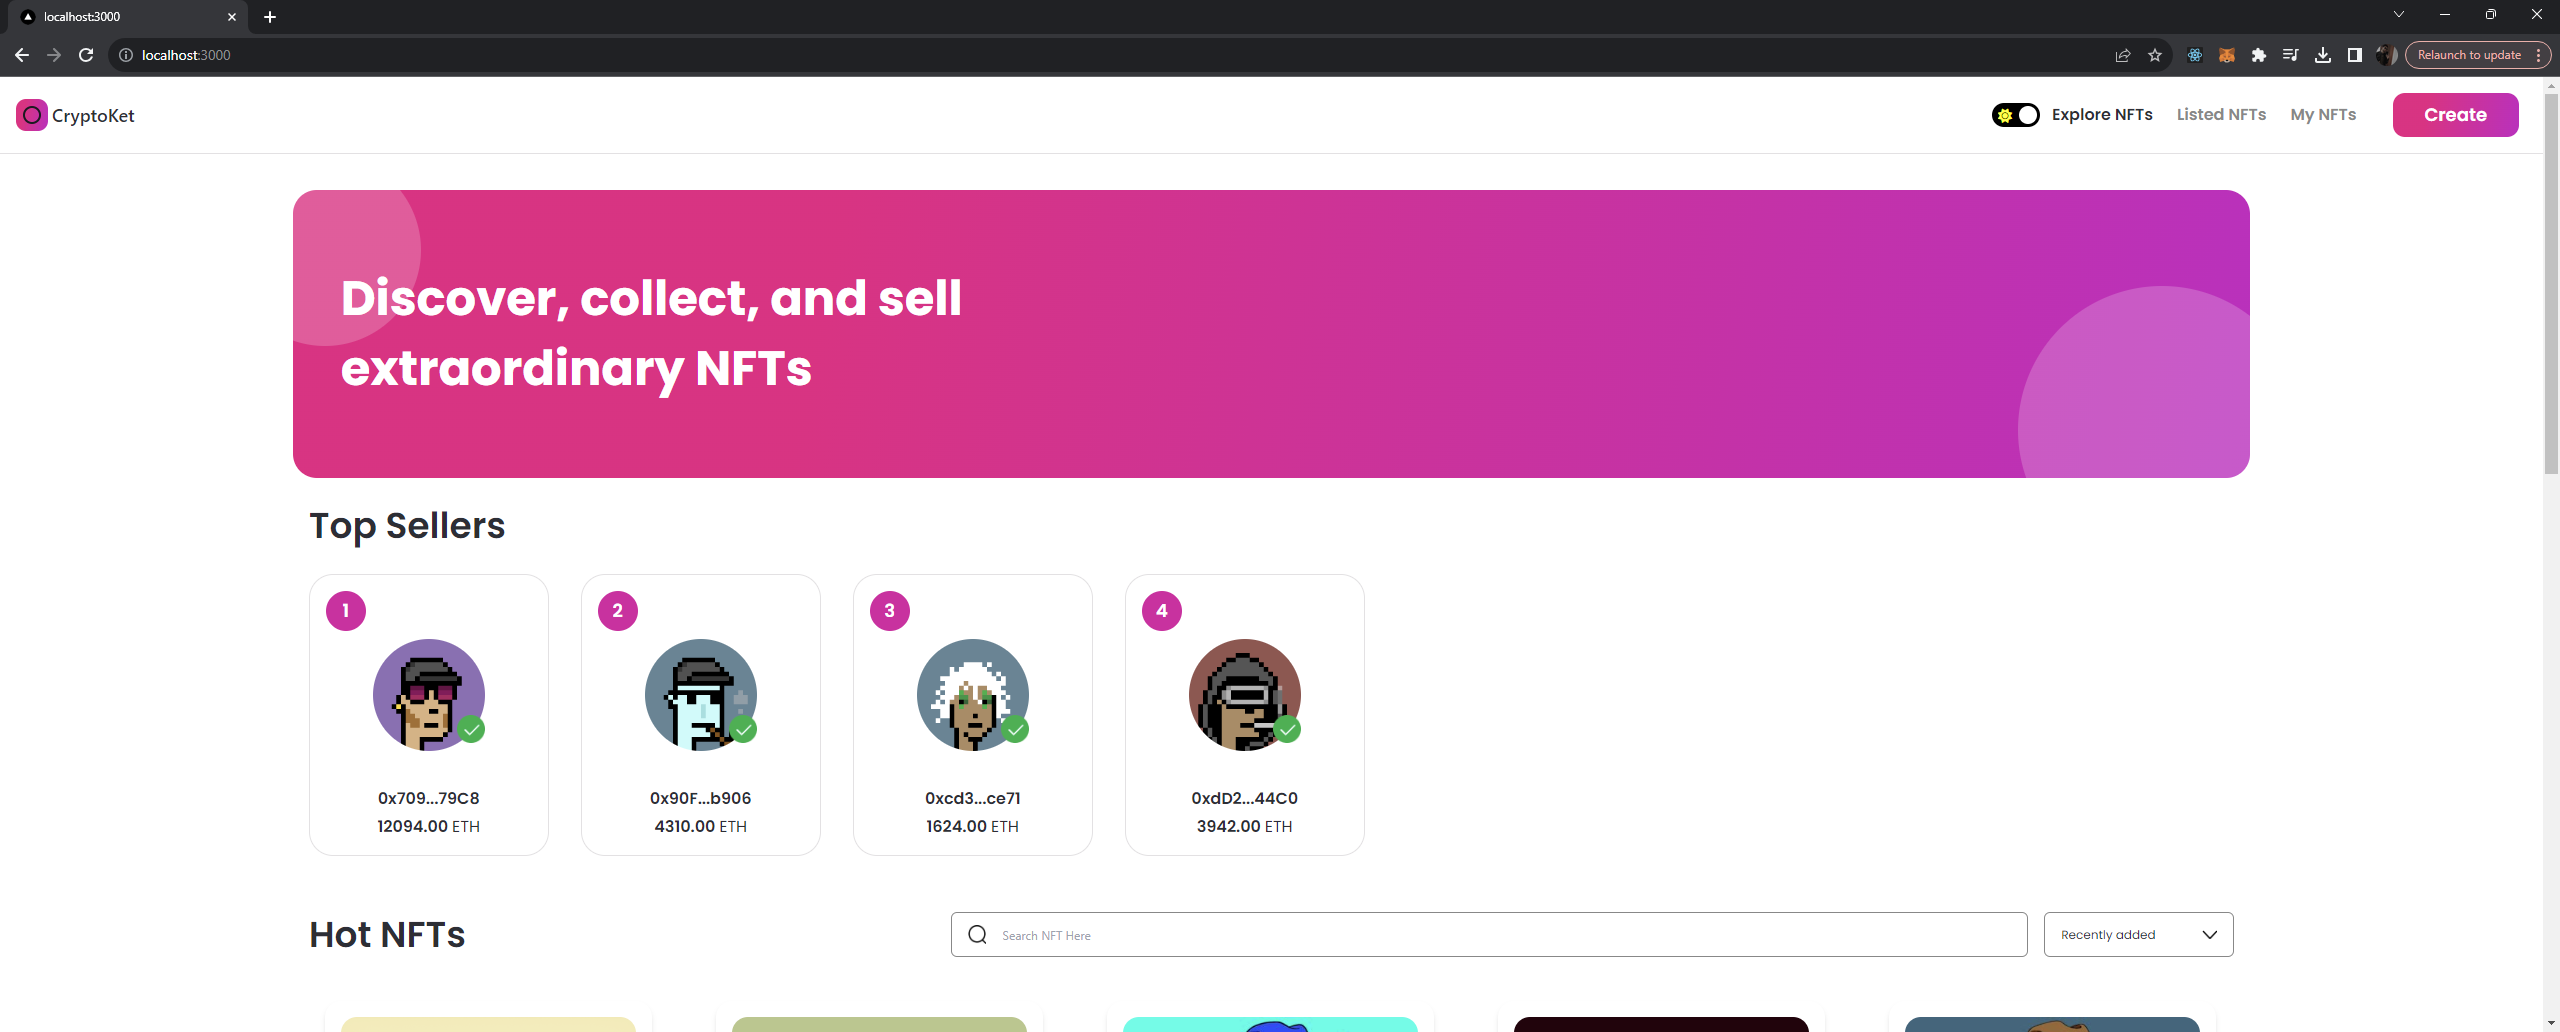 localhost:3000
localhost:3000
Relaunch to update
CryptoKet
Explore NFTs
Listed NFTs
My NFTs
Create
Discover, collect, and sell
extraordinary NFTs
Top Sellers
1
2
3
4
0x709...79C8
0x90F...b906
0xcd3...ce71
0xdD2...44C0
12094.00 ETH
4310.00 ETH
1624.00 ETH
3942.00 ETH
Hot NFTs
Search NFT Here
Recently added